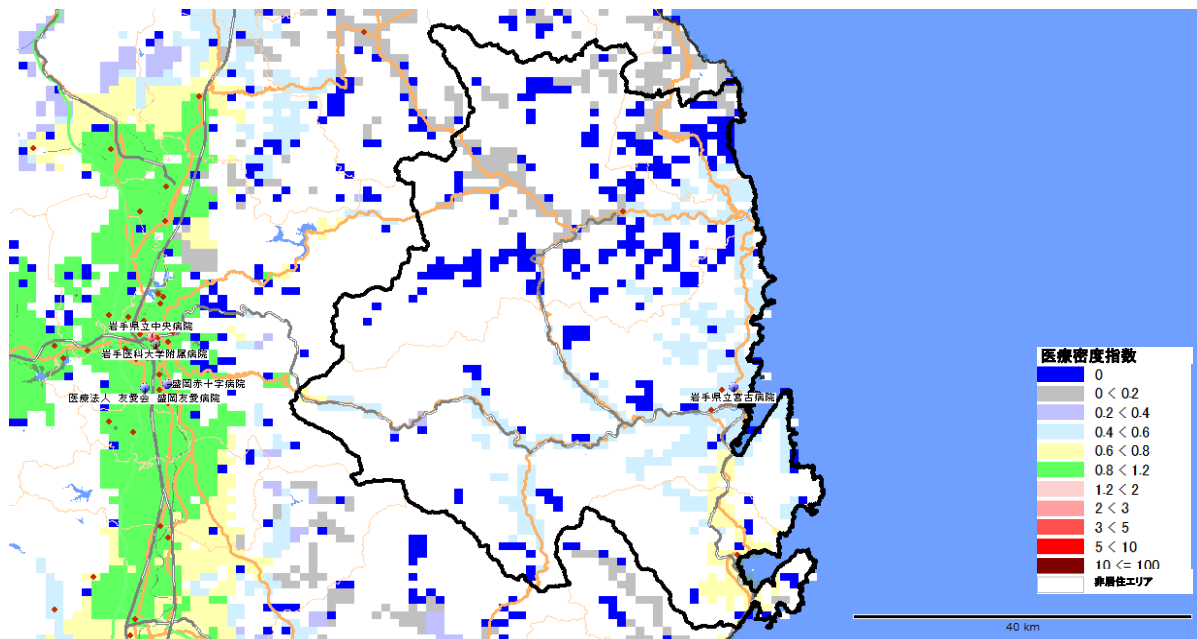 岩手県立中央病院
岩手医科大学附属病院
盛岡赤十字病院
医療法人 友愛会 盛岡友愛病院
岩手県立宮古病院
医療密度指数
0
0 < 0.2
0.2 < 0.4
0.4 < 0.6
0.6 < 0.8
0.8 < 1.2
1.2 < 2
2 < 3
3 < 5
5 < 10
10 <= 100
非居住エリア
40 km